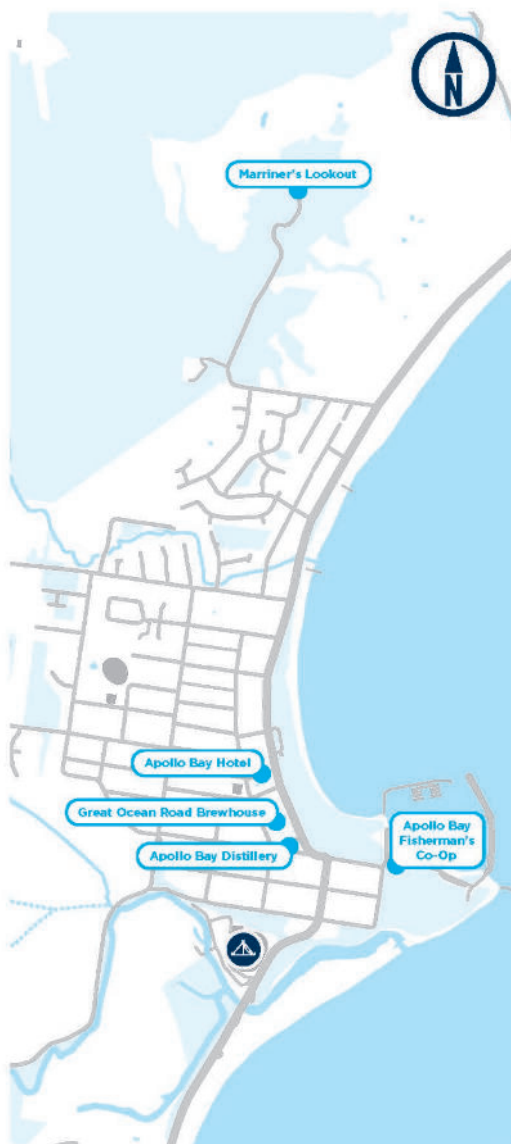 N
Marriner's Lookout
Apollo Bay Hotel
Great Ocean Road Brewhouse
Apollo Bay Distillery
Apollo Bay
Fisherman's
Co-Op